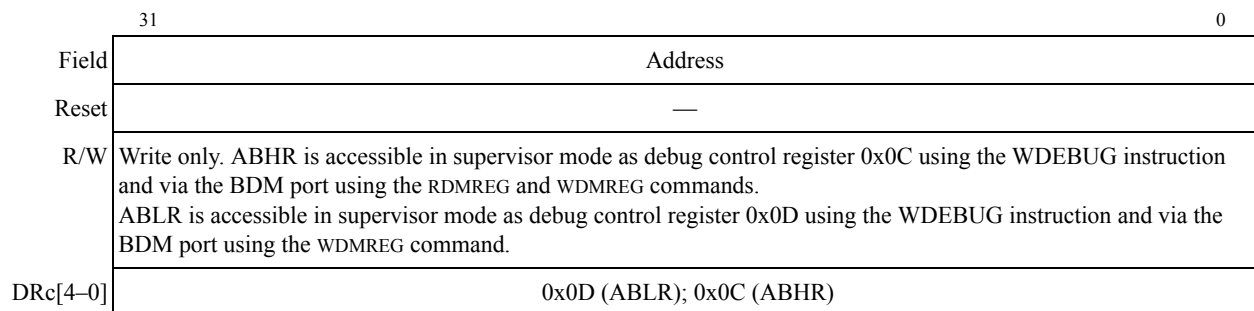 31 0
Field Address
Reset —
R/W Write only. ABHR is accessible in supervisor mode as debug control register 0x0C using the WDEBUG instruction
and via the BDM port using the RDMREG and WDMREG commands.
ABLR is accessible in supervisor mode as debug control register 0x0D using the WDEBUG instruction and via the
BDM port using the WDMREG command.
DRc[4–0] 0x0D (ABLR); 0x0C (ABHR)